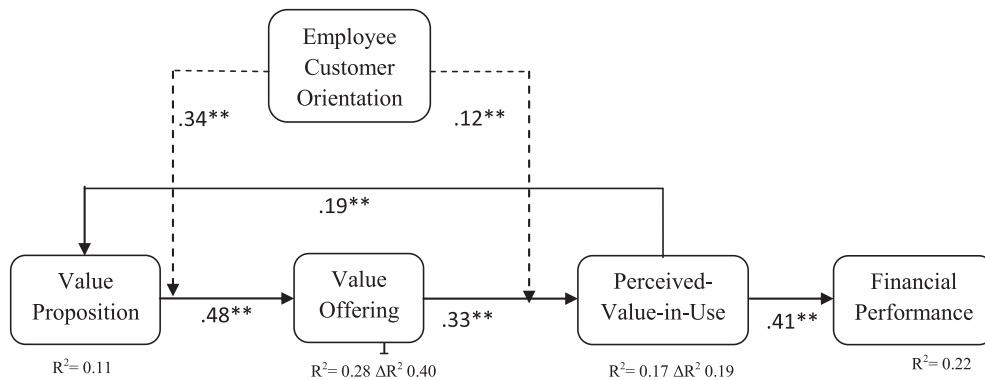 Employee
Customer
Orientation
.34**
.12**
.19**
Value
Proposition
.48**
Value
Offering
.33**
Perceived-
Value-in-Use
.41**
Financial
Performance
R²= 0.11
R²= 0.28 ΔR² 0.40
R²= 0.17 ΔR² 0.19
R²= 0.22